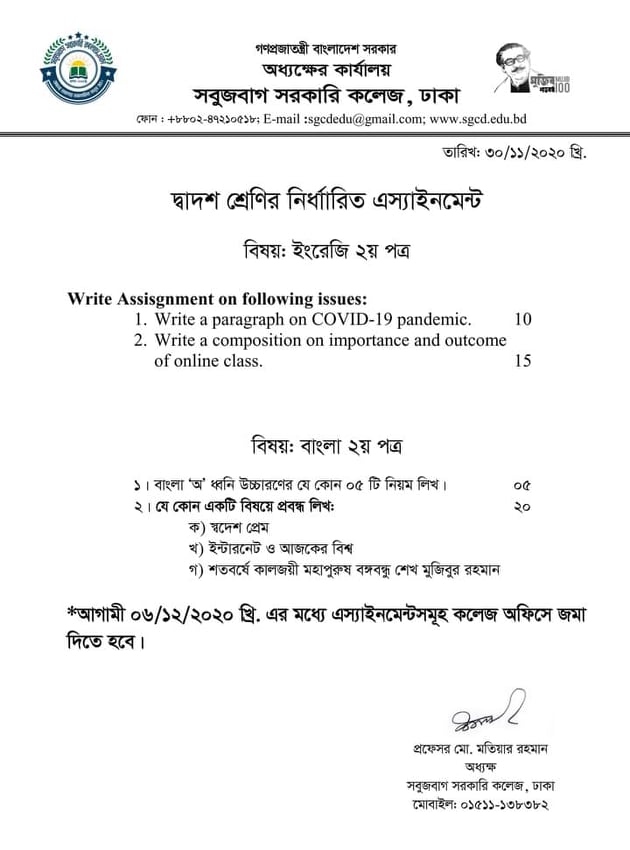 গণপ্রজাতন্ত্রী বাংলাদেশ সরকার
অধ্যক্ষের কার্যালয়
সবুজবাগ সরকারি কলেজ, ঢাকা
ফোন : +৮৮০২-৪৭২১০৫১৮; E-mail :sgcdedu@gmail.com; www.sgcd.edu.bd
তারিখ: ৩০/১১/২০২০ খ্রি.
দ্বাদশ শ্রেণির নির্ধাারিত এস্যাইনমেন্ট
বিষয়: ইংরেজি ২য় পত্র
Write Assisgnment on following issues:
1. Write a paragraph on COVID-19 pandemic. 10
2. Write a composition on importance and outcome
of online class. 15
বিষয়: বাংলা ২য় পত্র
১। বাংলা ‘অ’ ধ্বনি উচ্চারণের যে কোন ০৫ টি নিয়ম লিখ। ০৫
২। যে কোন একটি বিষয়ে প্রবন্ধ লিখ: ২০
ক) স্বদেশ প্রেম
খ) ইন্টারনেট ও আজকের বিশ্ব
গ) শতবর্ষে কালজয়ী মহাপুরুষ বঙ্গবন্ধু শেখ মুজিবুর রহমান
*আগামী ০৬/১২/২০২০ খ্রি. এর মধ্যে এস্যাইনমেন্টসমূহ কলেজ অফিসে জমা
দিতে হবে।
প্রফেসর মো. মতিয়ার রহমান
অধ্যক্ষ
সবুজবাগ সরকারি কলেজ, ঢাকা
মোবাইল: ০১৫১১-১৩৮৩৮২